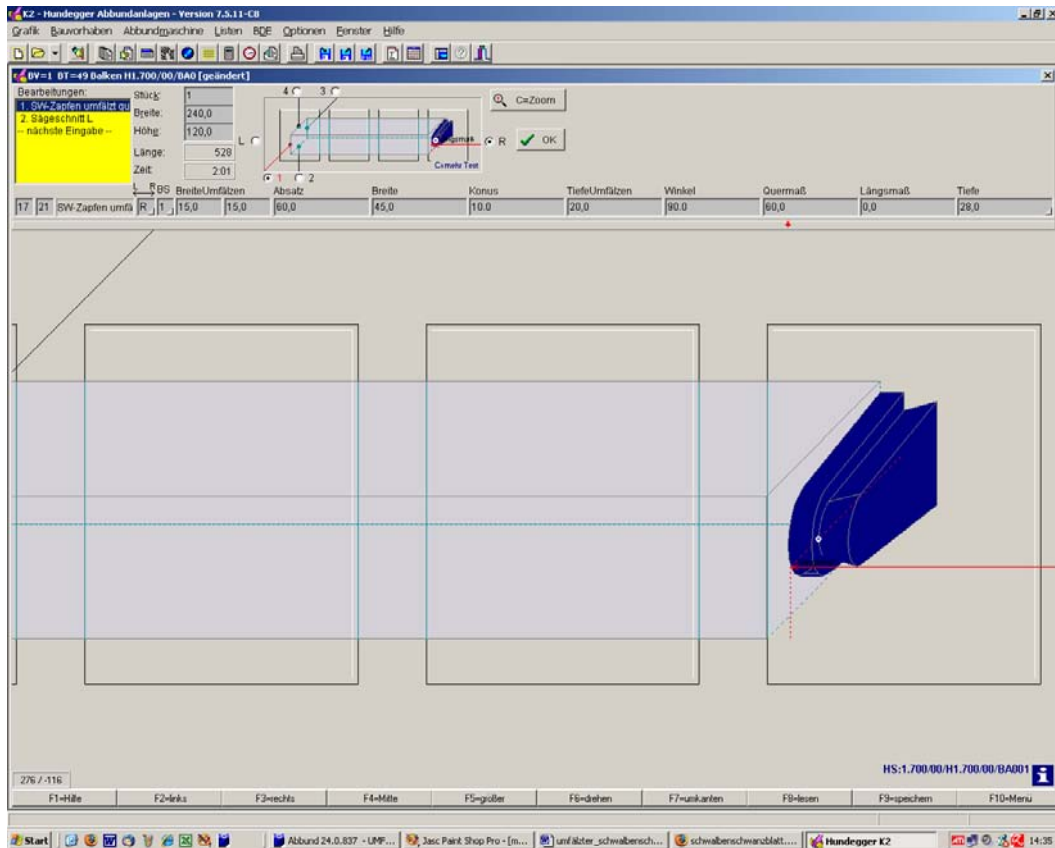 K2 - Hundegger Abbundanlagen - Version 7.5.11-C8
Grafik Bauvorhaben Abbundmaschine Listen BDE Optionen Fenster Hilfe
BV=1 BT=49 Balken H1.700/00/BA0 [geändert]
Bearbeitungen:
1. SW-Zapfen umfälzt qu
2. Sägeschnitt L
-- nächste Eingabe --
Stück: 1
Breite: 240,0
Höhe: 120,0
Länge: 528
Zeit: 2:01
4 3
L R
1 2
C=mehr Text
C=Zoom
OK
L R BS BreiteUmfälzen Absatz Breite Konus TiefeUmfälzen Winkel Quermaß Längsmaß Tiefe
17 21 SW-Zapfen umfä R 1 15,0 15,0 60,0 45,0 10.0 20,0 90.0 60,0 0,0 28,0
276 / -116
HS:1.700/00/H1.700/00/BA001
F1=Hilfe F2=links F3=rechts F4=Mitte F5=größer F6=drehen F7=umkanten F8=lesen F9=speichern F10=Menu
Start Abbund 24.0.837 - UMF... Jasc Paint Shop Pro - [m... umfälzter_schwalbensch... schwalbenschwanzblatt.... Hundegger K2 14:35